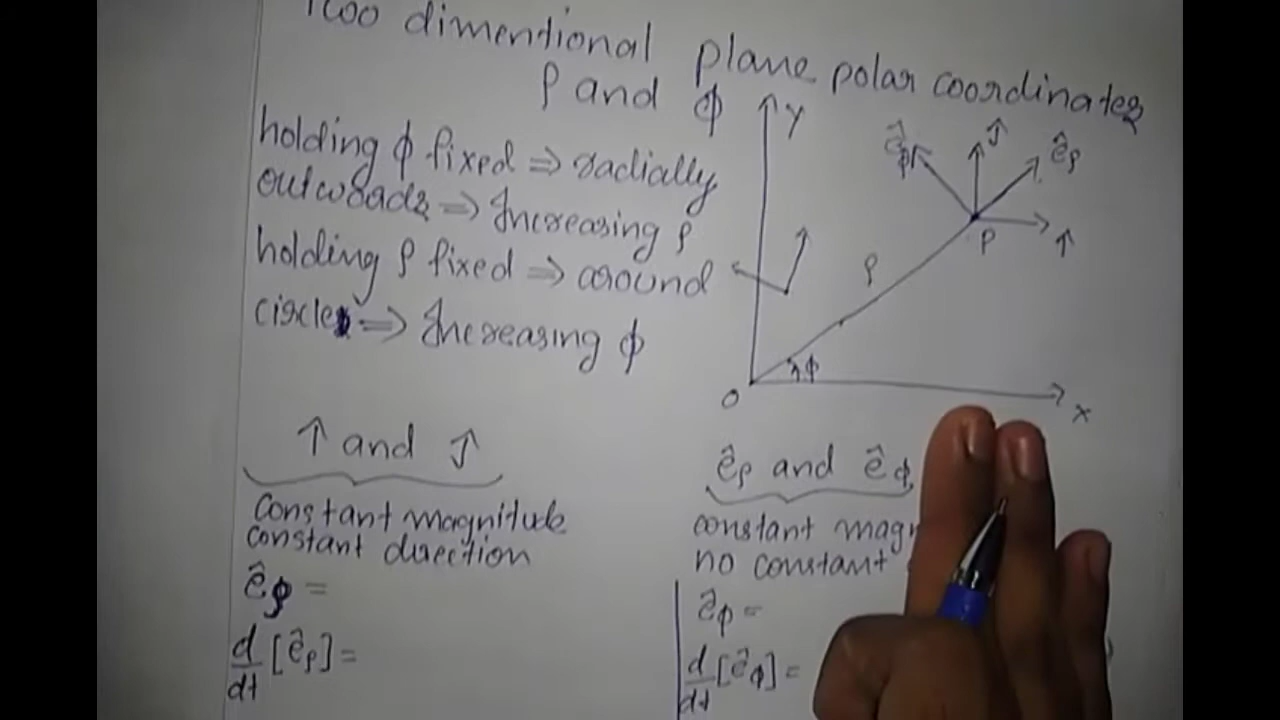 Two dimentional plane polar coordinates
ρ and ϕ
holding ϕ fixed ⇒ radially
outwards ⇒ Increasing ρ
holding ρ fixed ⇒ around
circle ⇒ Increasing ϕ
Y
êϕ
ĵ
êρ
P
î
ρ
ϕ
O
x
î and ĵ
constant magnitude
constant direction
êρ =
d/dt [êρ] =
êρ and êϕ
constant
no constant
êϕ =
d/dt [êϕ] =